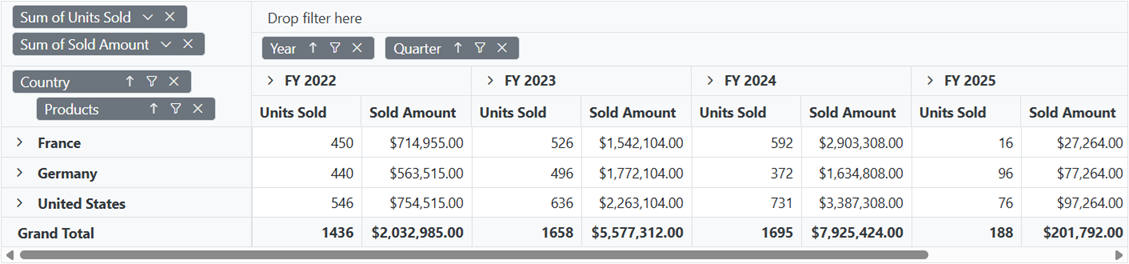 Sum of Units Sold
Drop filter here
Sum of Sold Amount
Year Quarter
Country FY 2022 FY 2023 FY 2024 FY 2025
Products Units Sold Sold Amount Units Sold Sold Amount Units Sold Sold Amount Units Sold Sold Amount
France 450 $714,955.00 526 $1,542,104.00 592 $2,903,308.00 16 $27,264.00
Germany 440 $563,515.00 496 $1,772,104.00 372 $1,634,808.00 96 $77,264.00
United States 546 $754,515.00 636 $2,263,104.00 731 $3,387,308.00 76 $97,264.00
Grand Total 1436 $2,032,985.00 1658 $5,577,312.00 1695 $7,925,424.00 188 $201,792.00